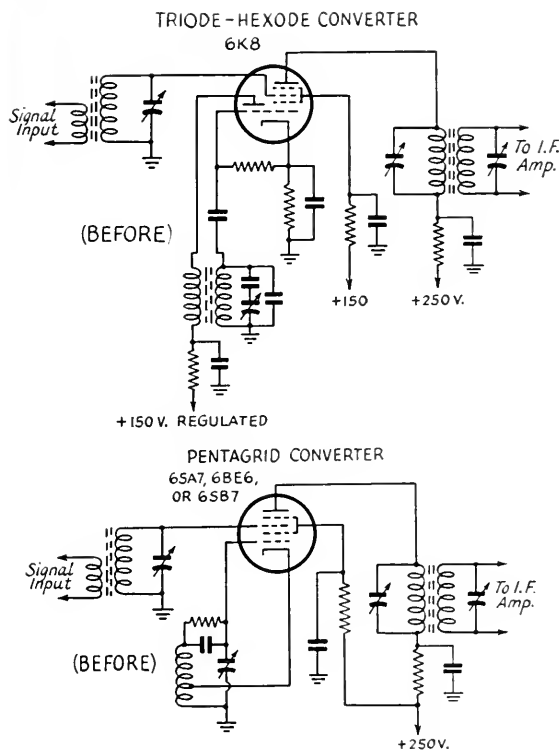 TRIODE-HEXODE CONVERTER
6K8
Signal
Input
To I.F.
Amp.
(BEFORE)
+150
+250 V.
+150 V. REGULATED
PENTAGRID CONVERTER
6SA7, 6BE6,
OR 6SB7
Signal
Input
To I.F.
Amp.
(BEFORE)
+250V.